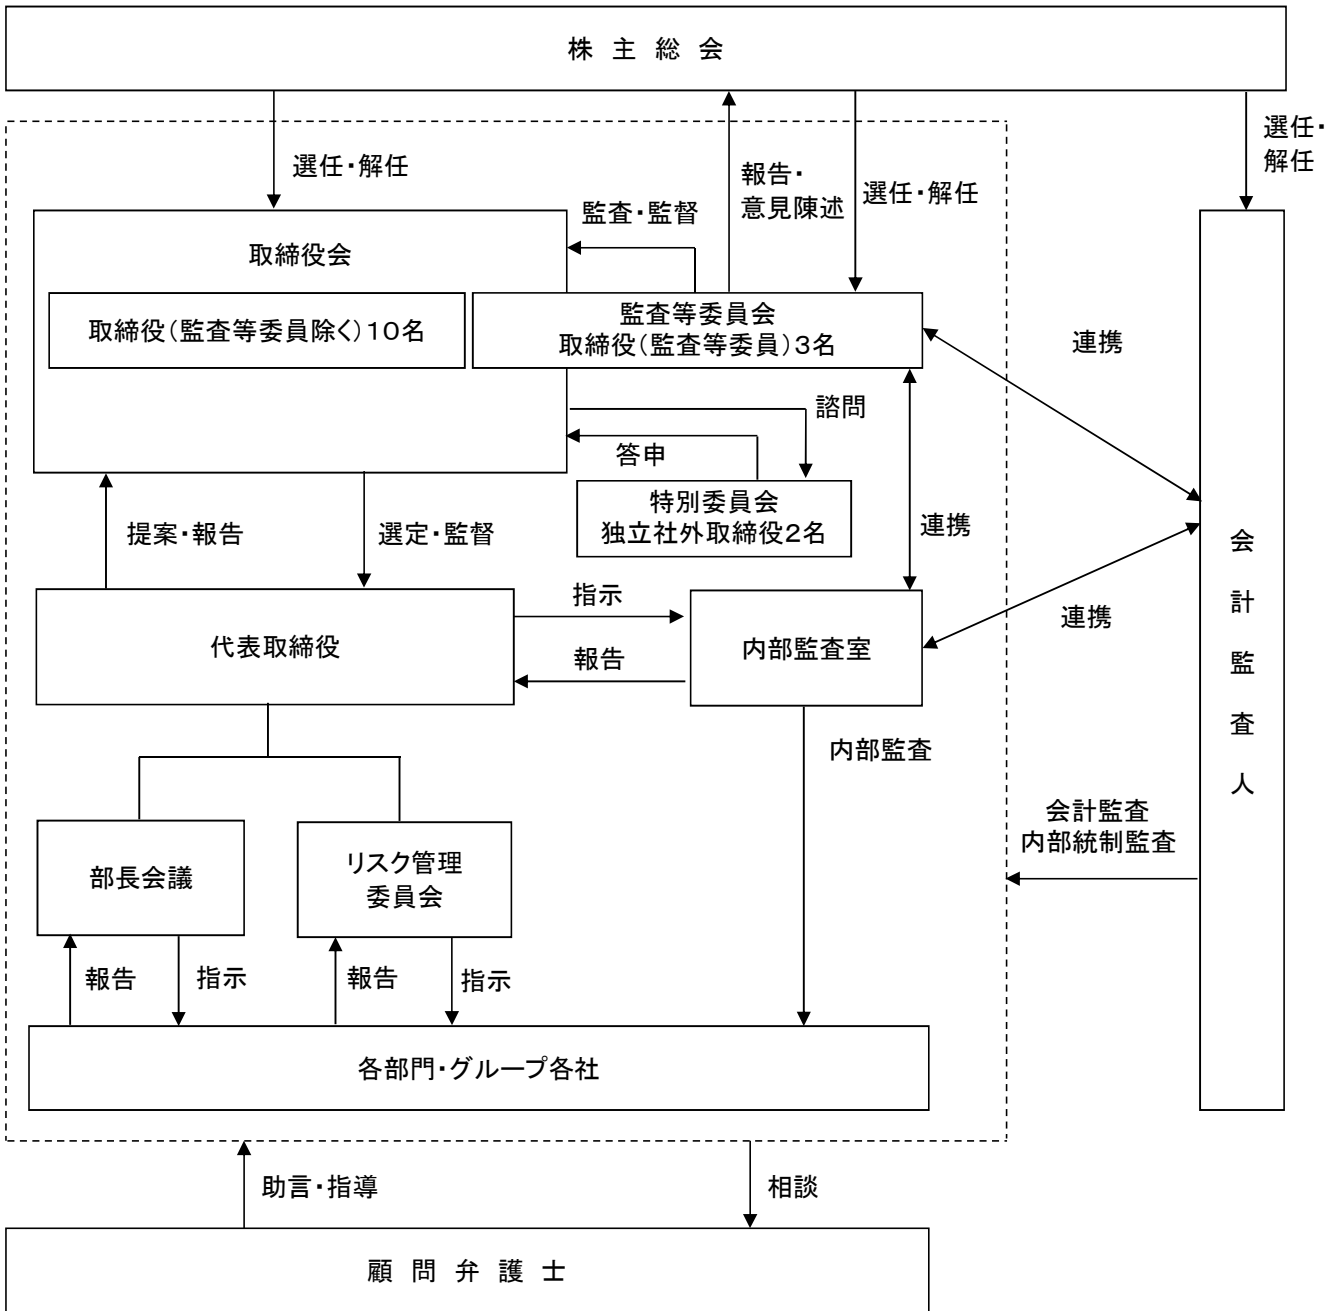 株 主 総 会
選任・解任
報告・
意見陳述
選任・解任
選任・
解任
監査・監督
取締役会
取締役（監査等委員除く）10名
監査等委員会
取締役（監査等委員）3名
連携
諮問
答申
特別委員会
独立社外取締役2名
提案・報告
選定・監督
連携
会計監査人
指示
代表取締役
報告
内部監査室
連携
内部監査
会計監査
内部統制監査
部長会議
リスク管理
委員会
報告
指示
報告
指示
各部門・グループ各社
助言・指導
相談
顧 問 弁 護 士